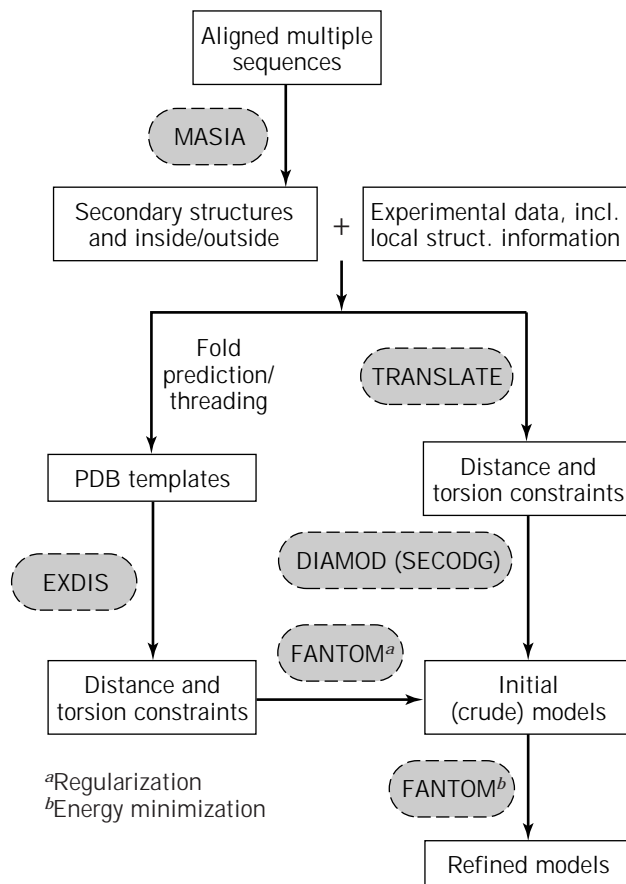 Aligned multiple
sequences
MASIA
Secondary structures
and inside/outside
+
Experimental data, incl.
local struct. information
Fold
prediction/
threading
TRANSLATE
PDB templates
Distance and
torsion constraints
EXDIS
DIAMOD (SECODG)
FANTOMᵃ
Distance and
torsion constraints
Initial
(crude) models
ᵃRegularization
ᵇEnergy minimization
FANTOMᵇ
Refined models